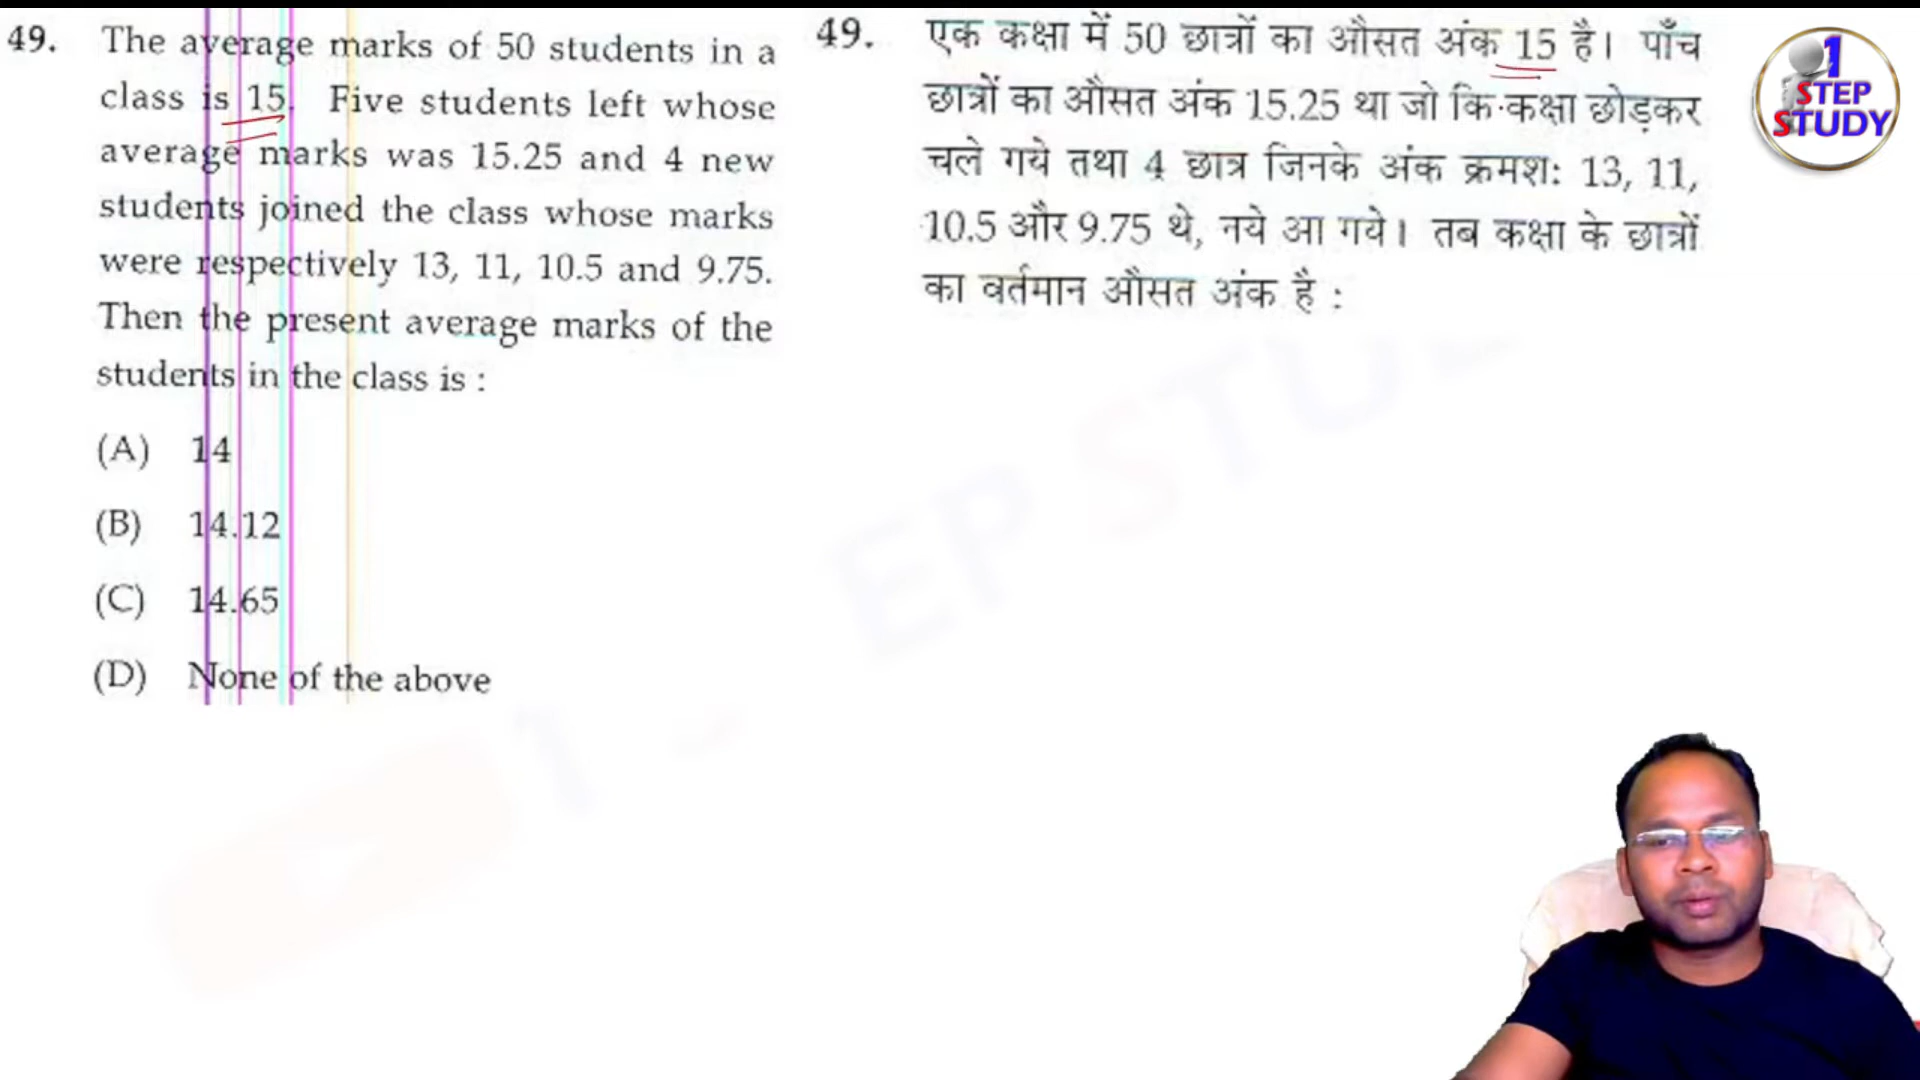 49. The average marks of 50 students in a
class is 15. Five students left whose
average marks was 15.25 and 4 new
students joined the class whose marks
were respectively 13, 11, 10.5 and 9.75.
Then the present average marks of the
students in the class is :
(A) 14
(B) 14.12
(C) 14.65
(D) None of the above
49. एक कक्षा में 50 छात्रों का औसत अंक 15 है। पाँच
छात्रों का औसत अंक 15.25 था जो कि कक्षा छोड़कर
चले गये तथा 4 छात्र जिनके अंक क्रमशः 13, 11,
10.5 और 9.75 थे, नये आ गये। तब कक्षा के छात्रों
का वर्तमान औसत अंक है :
1
STEP
STUDY
1 - STEP STU